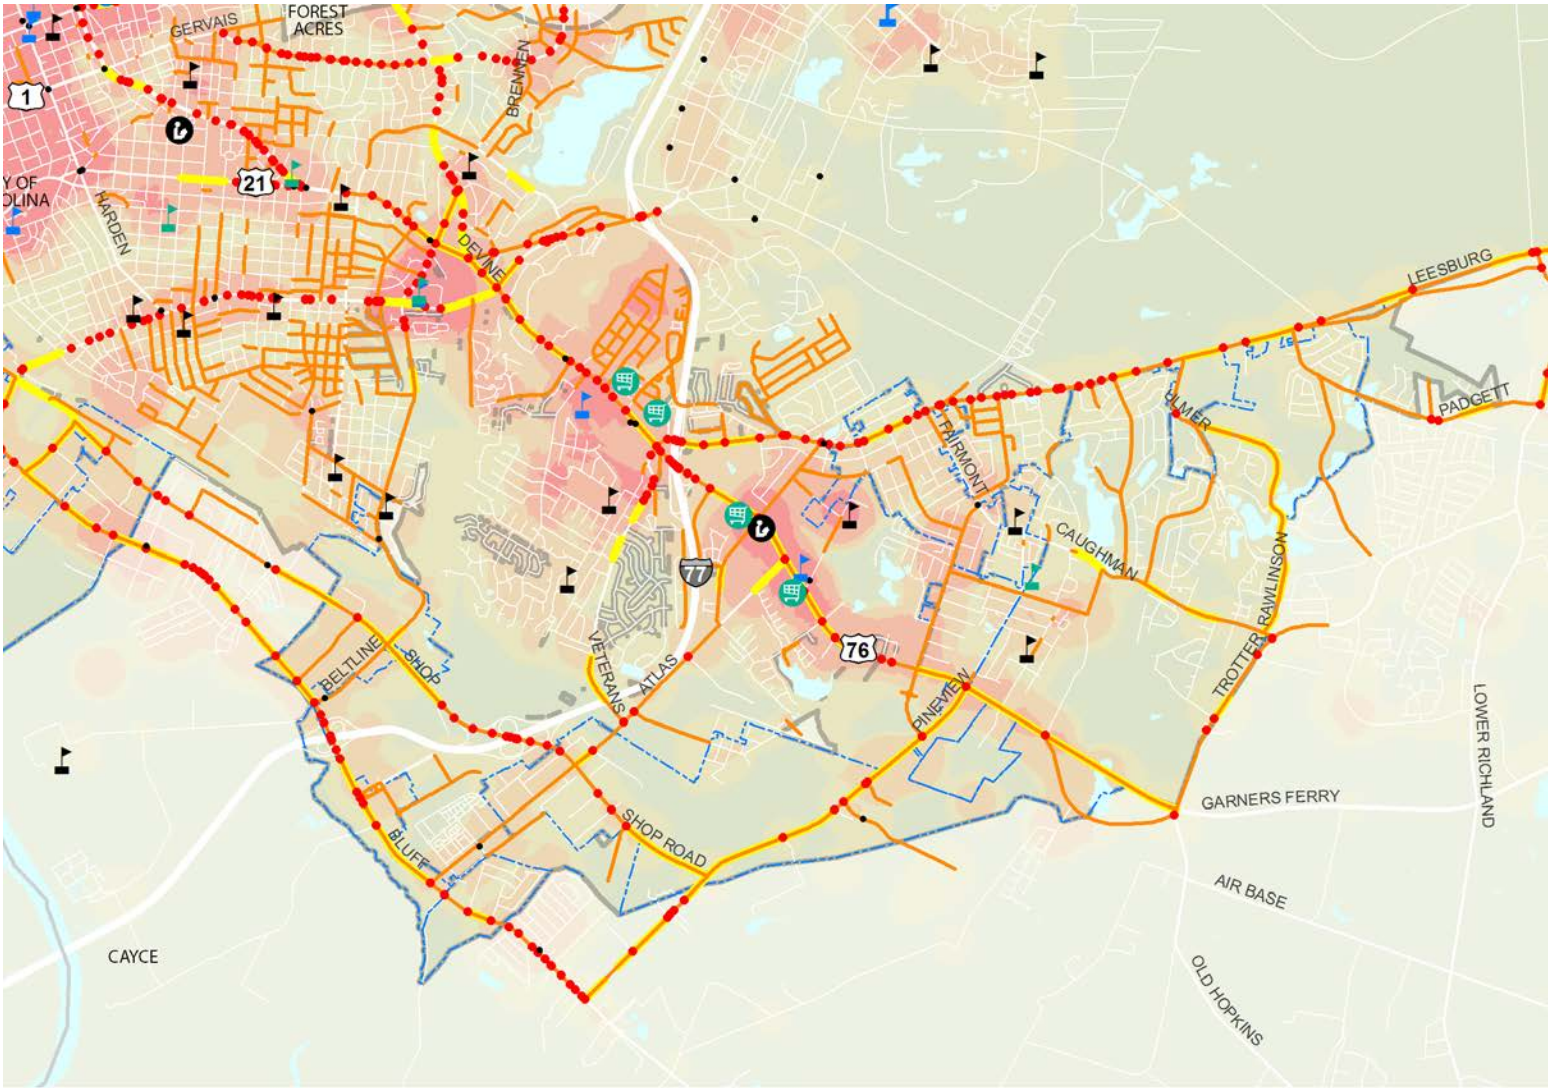 FOREST
ACRES
GERVAIS
BRENNEN
1
21
Y OF
OLINA
HARDEN
DEVINE
LEESBURG
PADGETT
ULMER
FAIRMONT
CAUGHMAN
TROTTER
RAWLINSON
77
76
VETERANS
ATLAS
BELTLINE
SHOP
PINEVIEW
LOWER RICHLAND
GARNERS FERRY
SHOP ROAD
BLUFF
AIR BASE
CAYCE
OLD HOPKINS